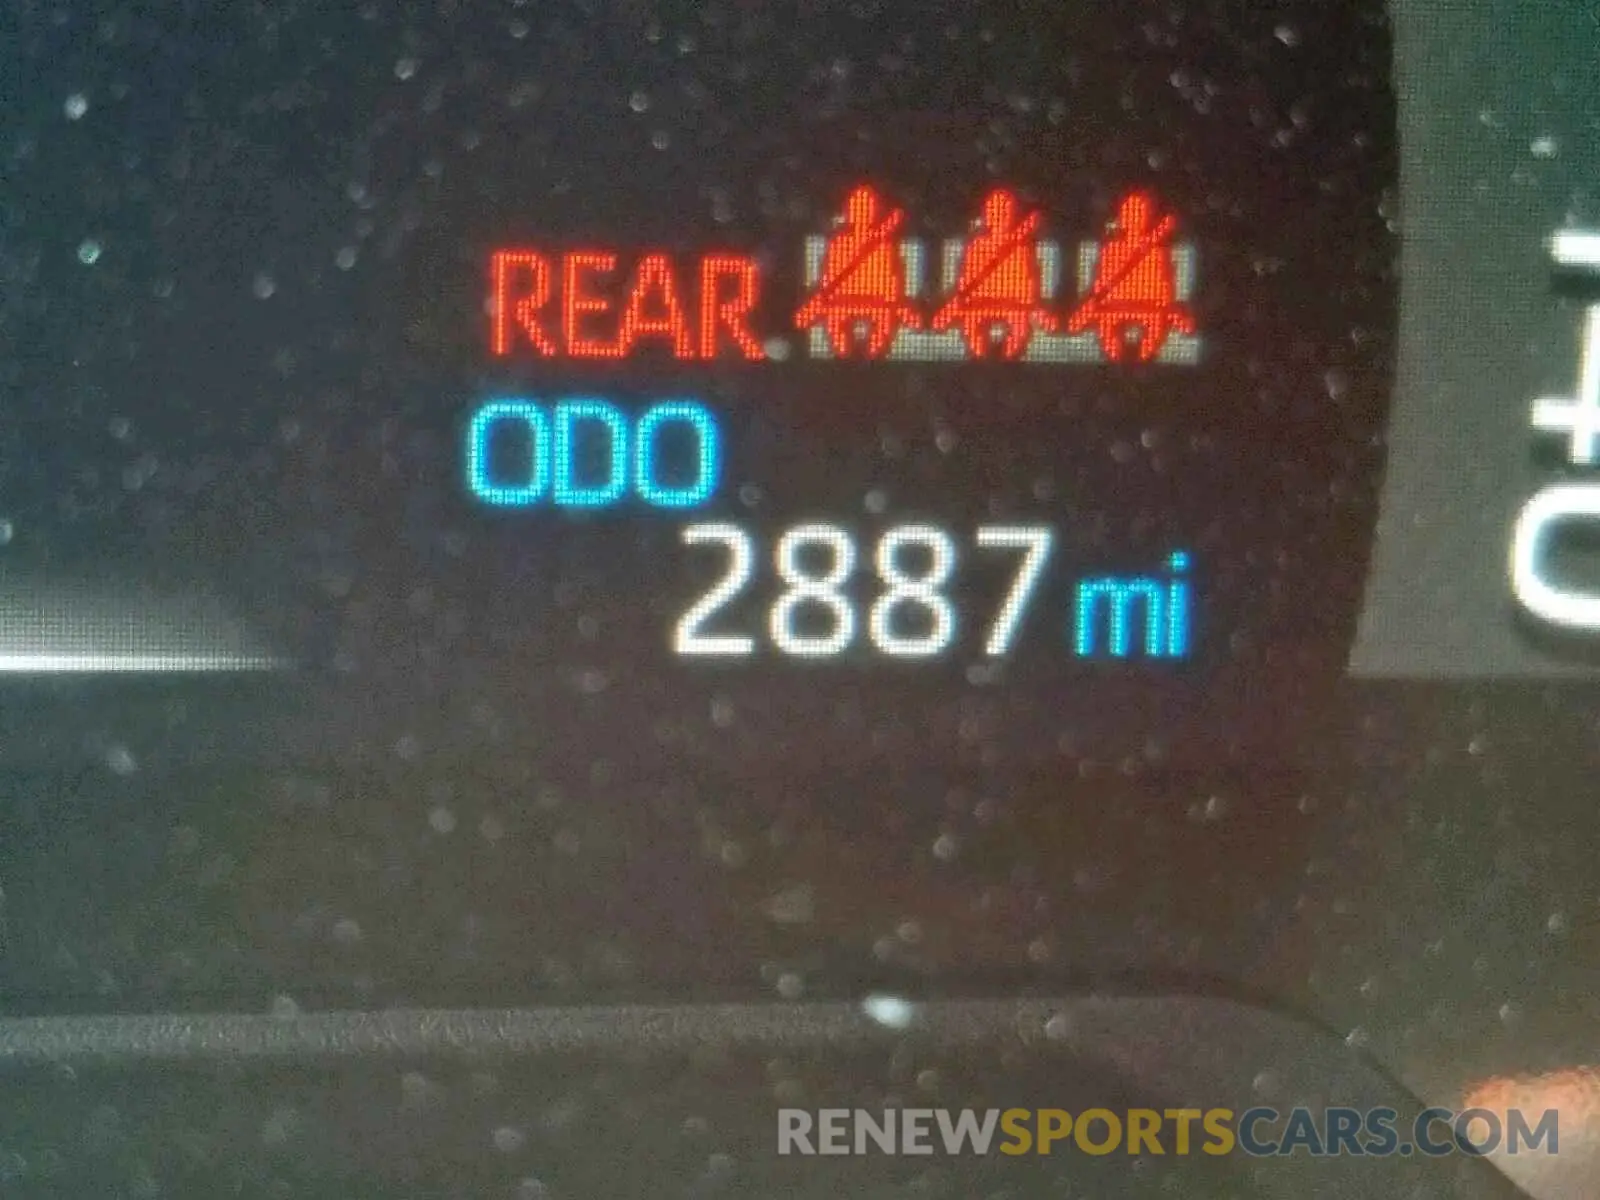 REAR
ODO
2887 mi
RENEWSPORTSCARS.COM